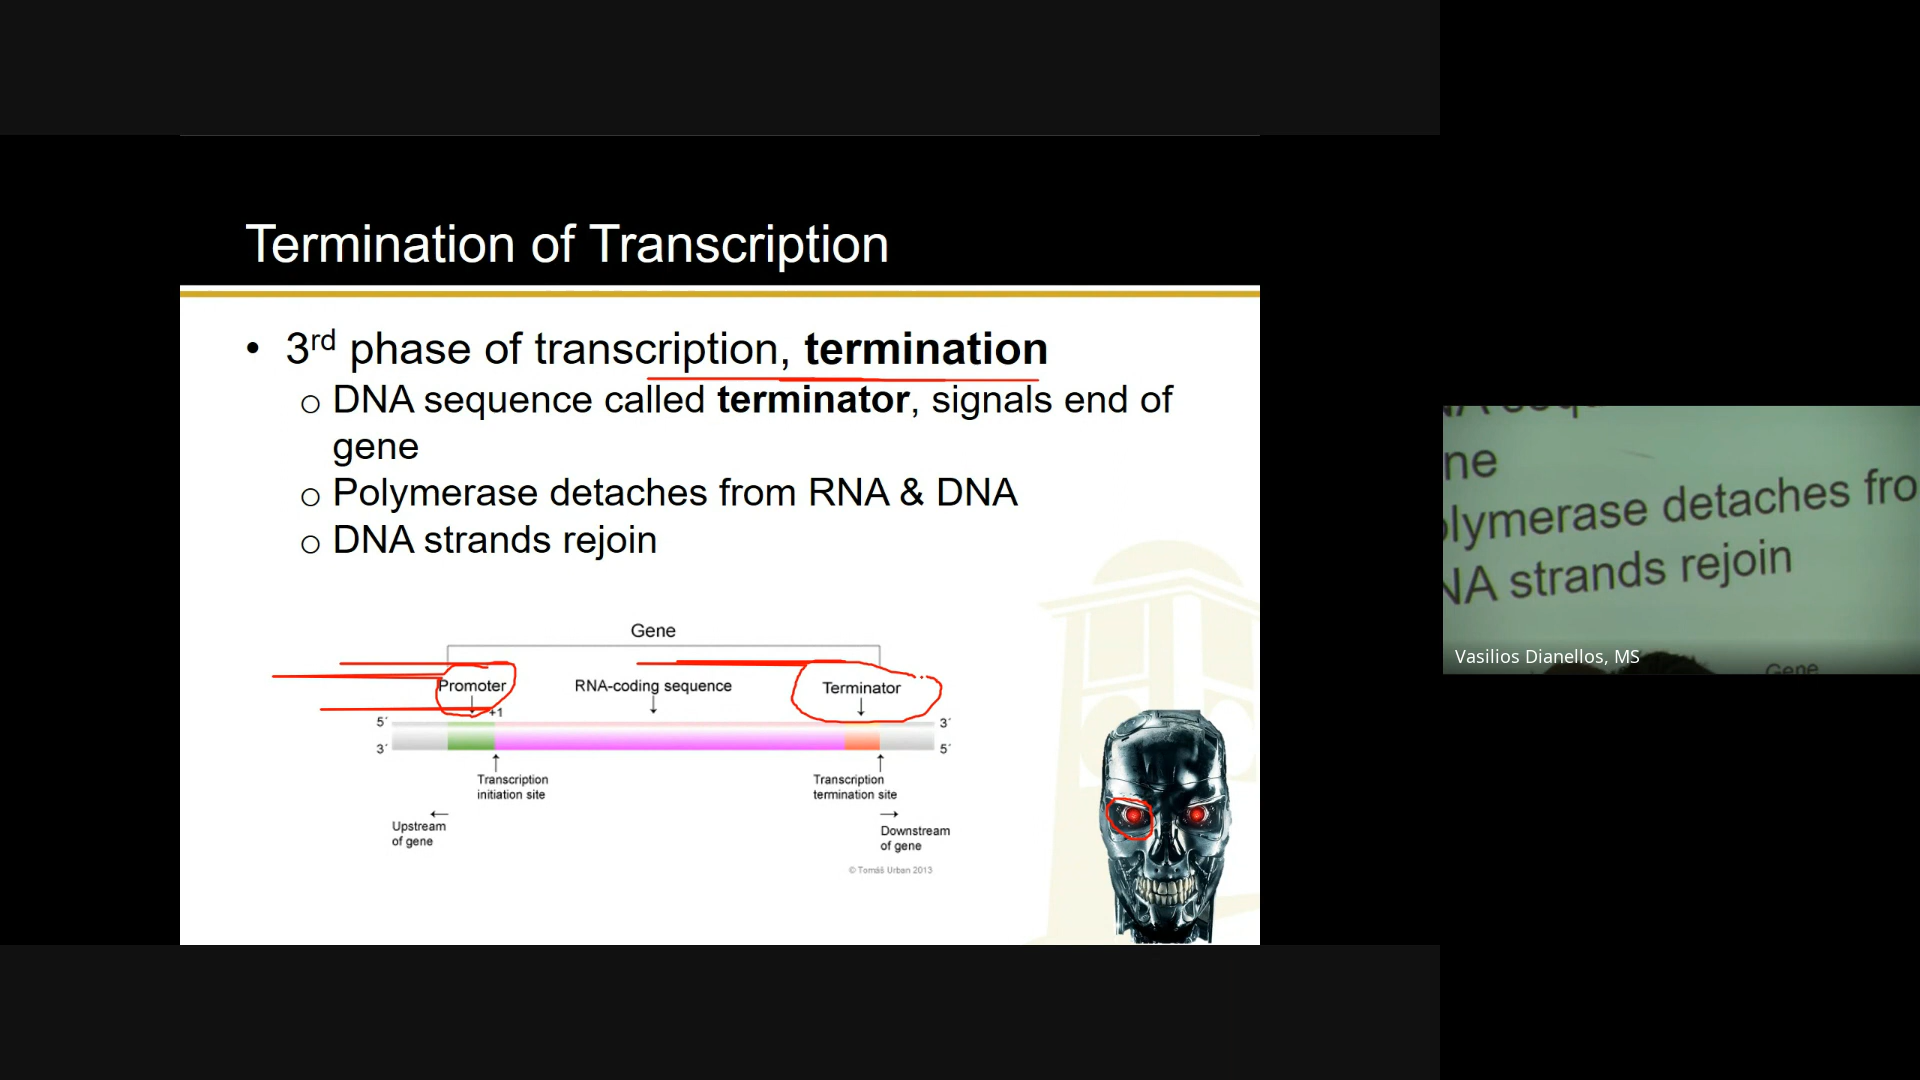 Termination of Transcription
• 3rd phase of transcription, termination
o DNA sequence called terminator, signals end of
gene
o Polymerase detaches from RNA & DNA
o DNA strands rejoin
Gene
Promoter
RNA-coding sequence
Terminator
+1
5´
3´
3´
5´
Transcription
initiation site
Transcription
termination site
Upstream
of gene
Downstream
of gene
© Tomáš Urban 2013
ne
olymerase detaches fro
NA strands rejoin
Vasilios Dianellos, MS
Gene